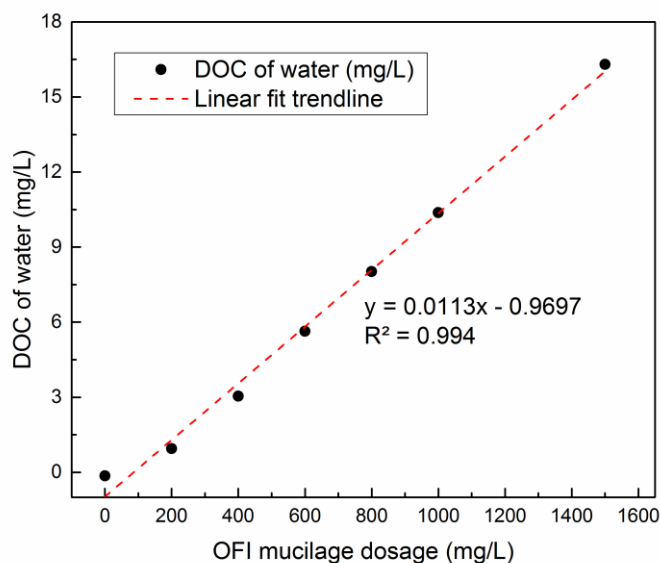 18
15
12
9
6
3
0
DOC of water (mg/L)
DOC of water (mg/L)
Linear fit trendline
y = 0.0113x - 0.9697
R² = 0.994
0 200 400 600 800 1000 1200 1400 1600
OFI mucilage dosage (mg/L)